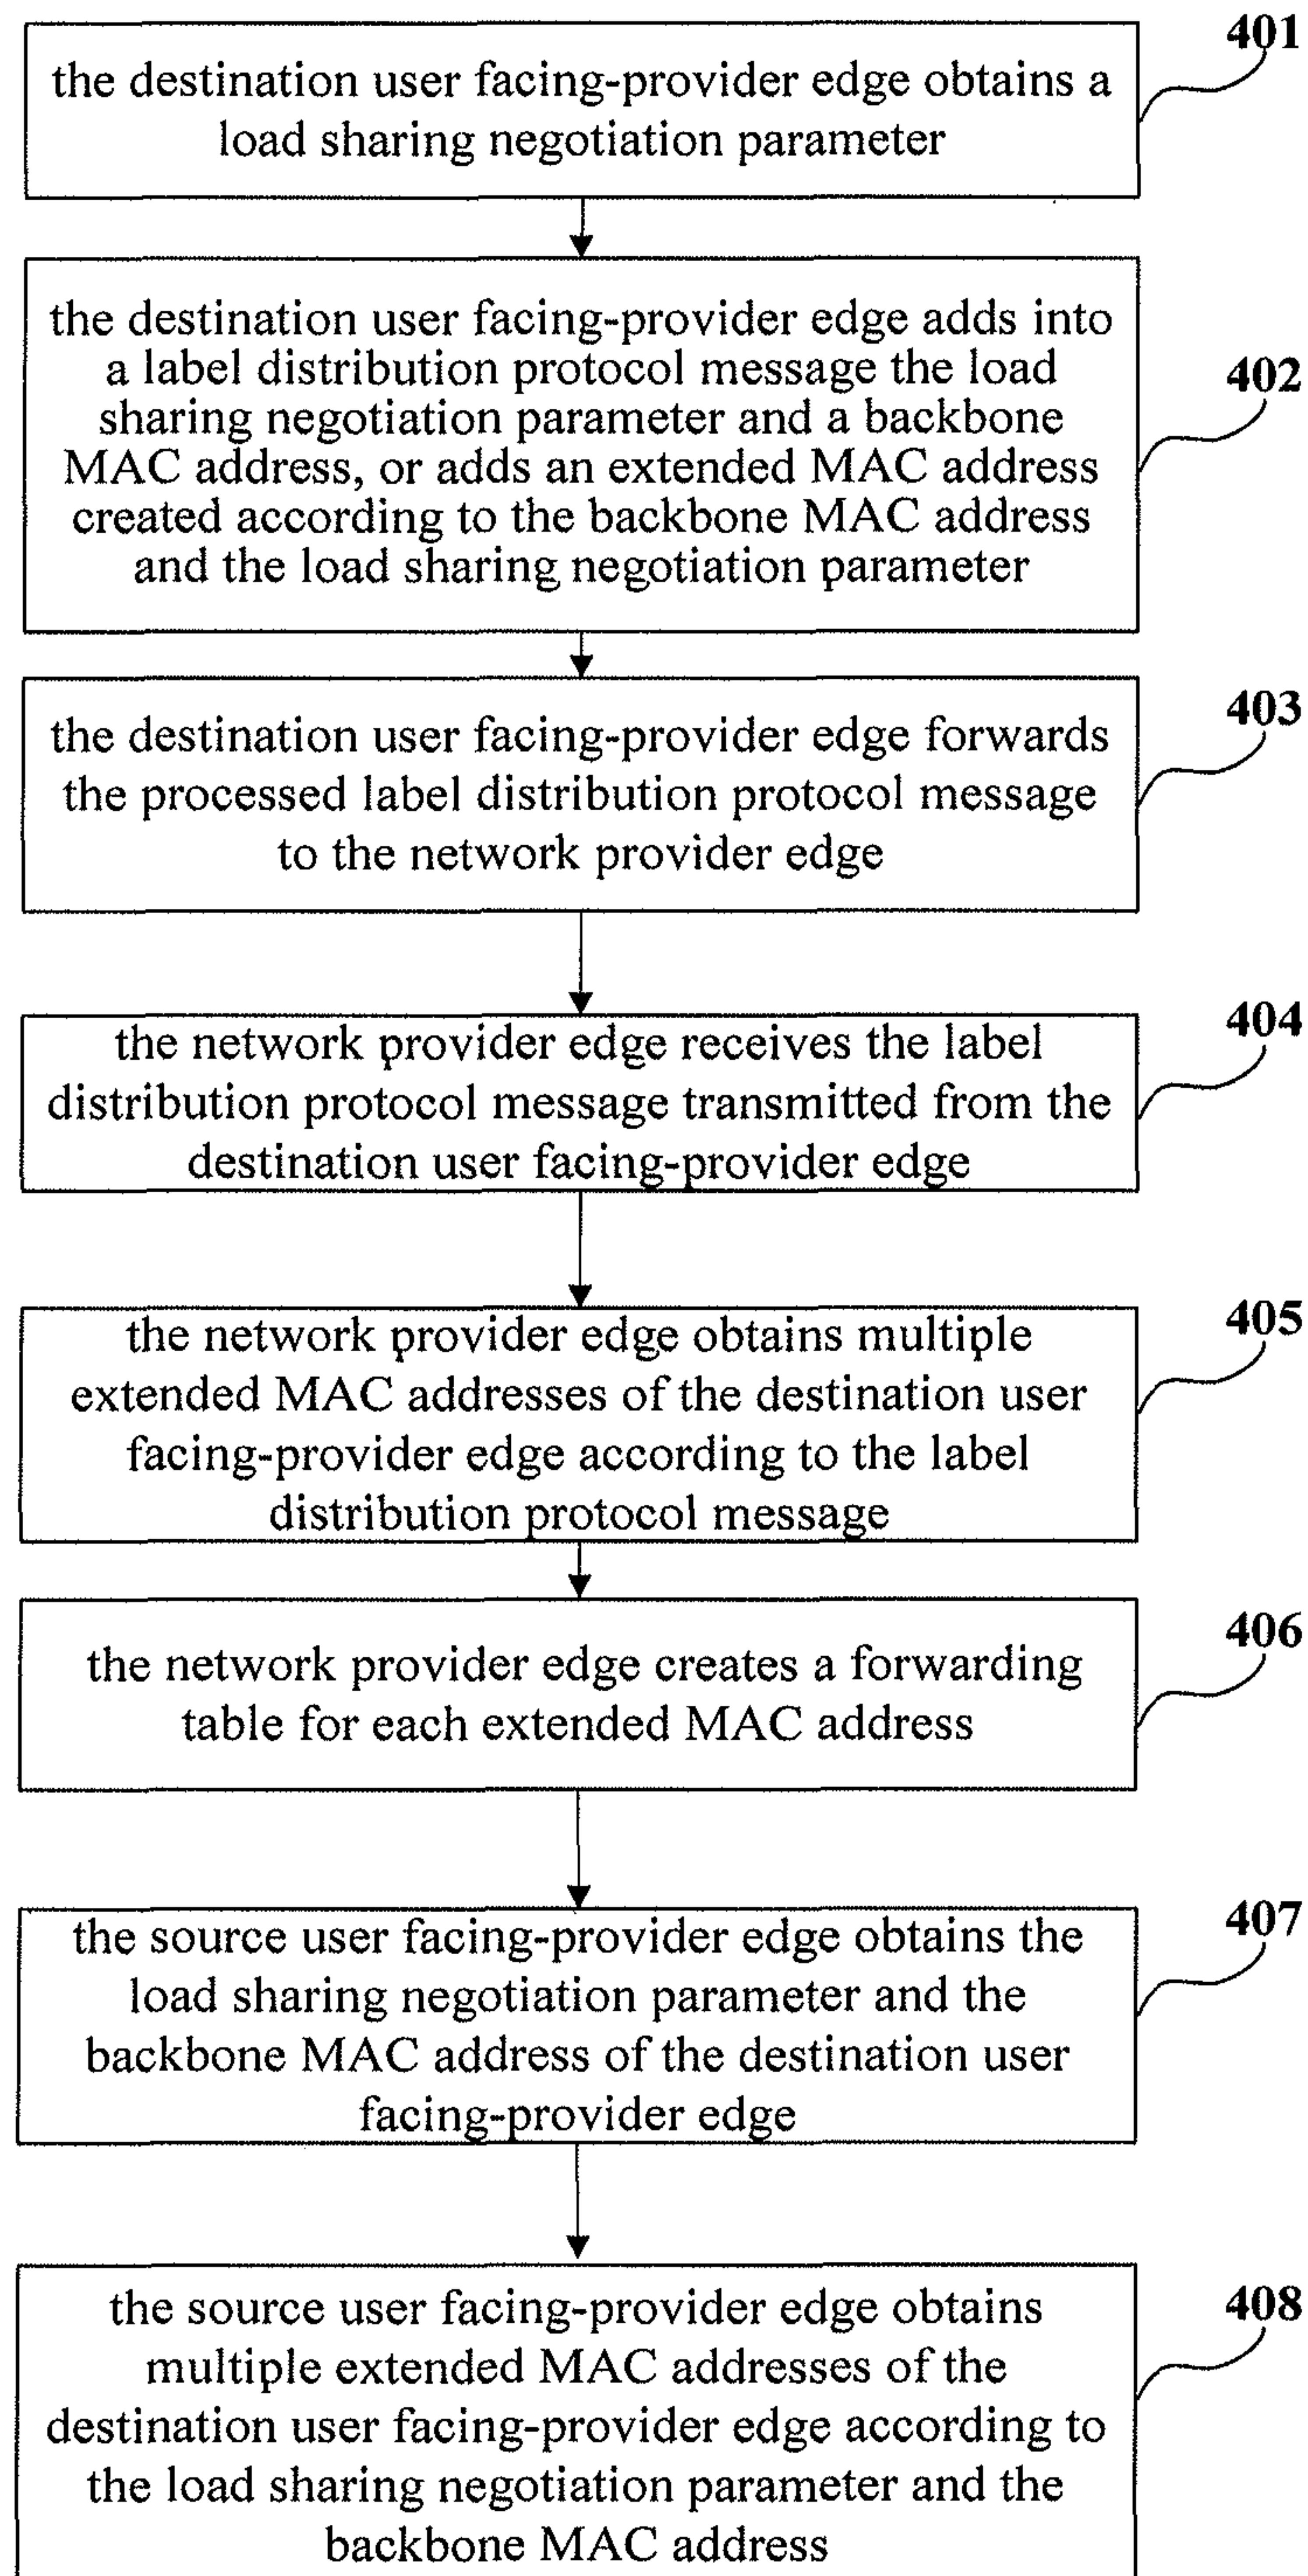 401
the destination user facing-provider edge obtains a
load sharing negotiation parameter
the destination user facing-provider edge adds into
a label distribution protocol message the load
sharing negotiation parameter and a backbone
MAC address, or adds an extended MAC address
created according to the backbone MAC address
and the load sharing negotiation parameter
402
the destination user facing-provider edge forwards
the processed label distribution protocol message
to the network provider edge
403
the network provider edge receives the label
distribution protocol message transmitted from the
destination user facing-provider edge
404
the network provider edge obtains multiple
extended MAC addresses of the destination user
facing-provider edge according to the label
distribution protocol message
405
the network provider edge creates a forwarding
table for each extended MAC address
406
the source user facing-provider edge obtains the
load sharing negotiation parameter and the
backbone MAC address of the destination user
facing-provider edge
407
the source user facing-provider edge obtains
multiple extended MAC addresses of the
destination user facing-provider edge according to
the load sharing negotiation parameter and the
backbone MAC address
408